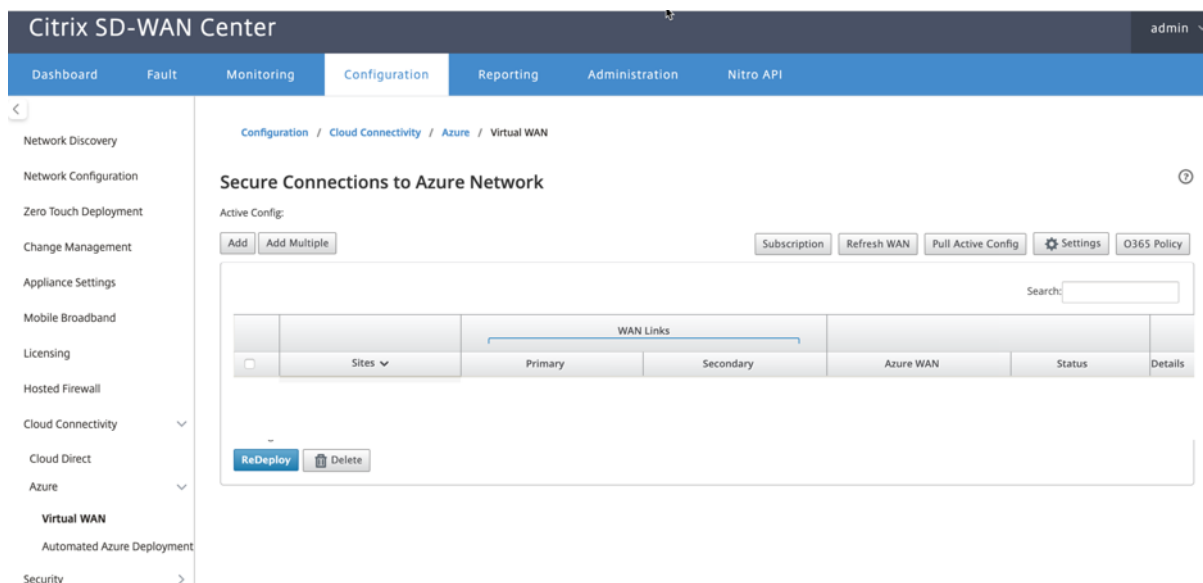 Citrix SD-WAN Center
admin
Dashboard Fault Monitoring Configuration Reporting Administration Nitro API
Network Discovery
Network Configuration
Zero Touch Deployment
Change Management
Appliance Settings
Mobile Broadband
Licensing
Hosted Firewall
Cloud Connectivity
Cloud Direct
Azure
Virtual WAN
Automated Azure Deployment
Security
Configuration / Cloud Connectivity / Azure / Virtual WAN
Secure Connections to Azure Network
Active Config:
Add Add Multiple Subscription Refresh WAN Pull Active Config Settings O365 Policy
Search:
WAN Links
Sites Primary Secondary Azure WAN Status Details
ReDeploy Delete